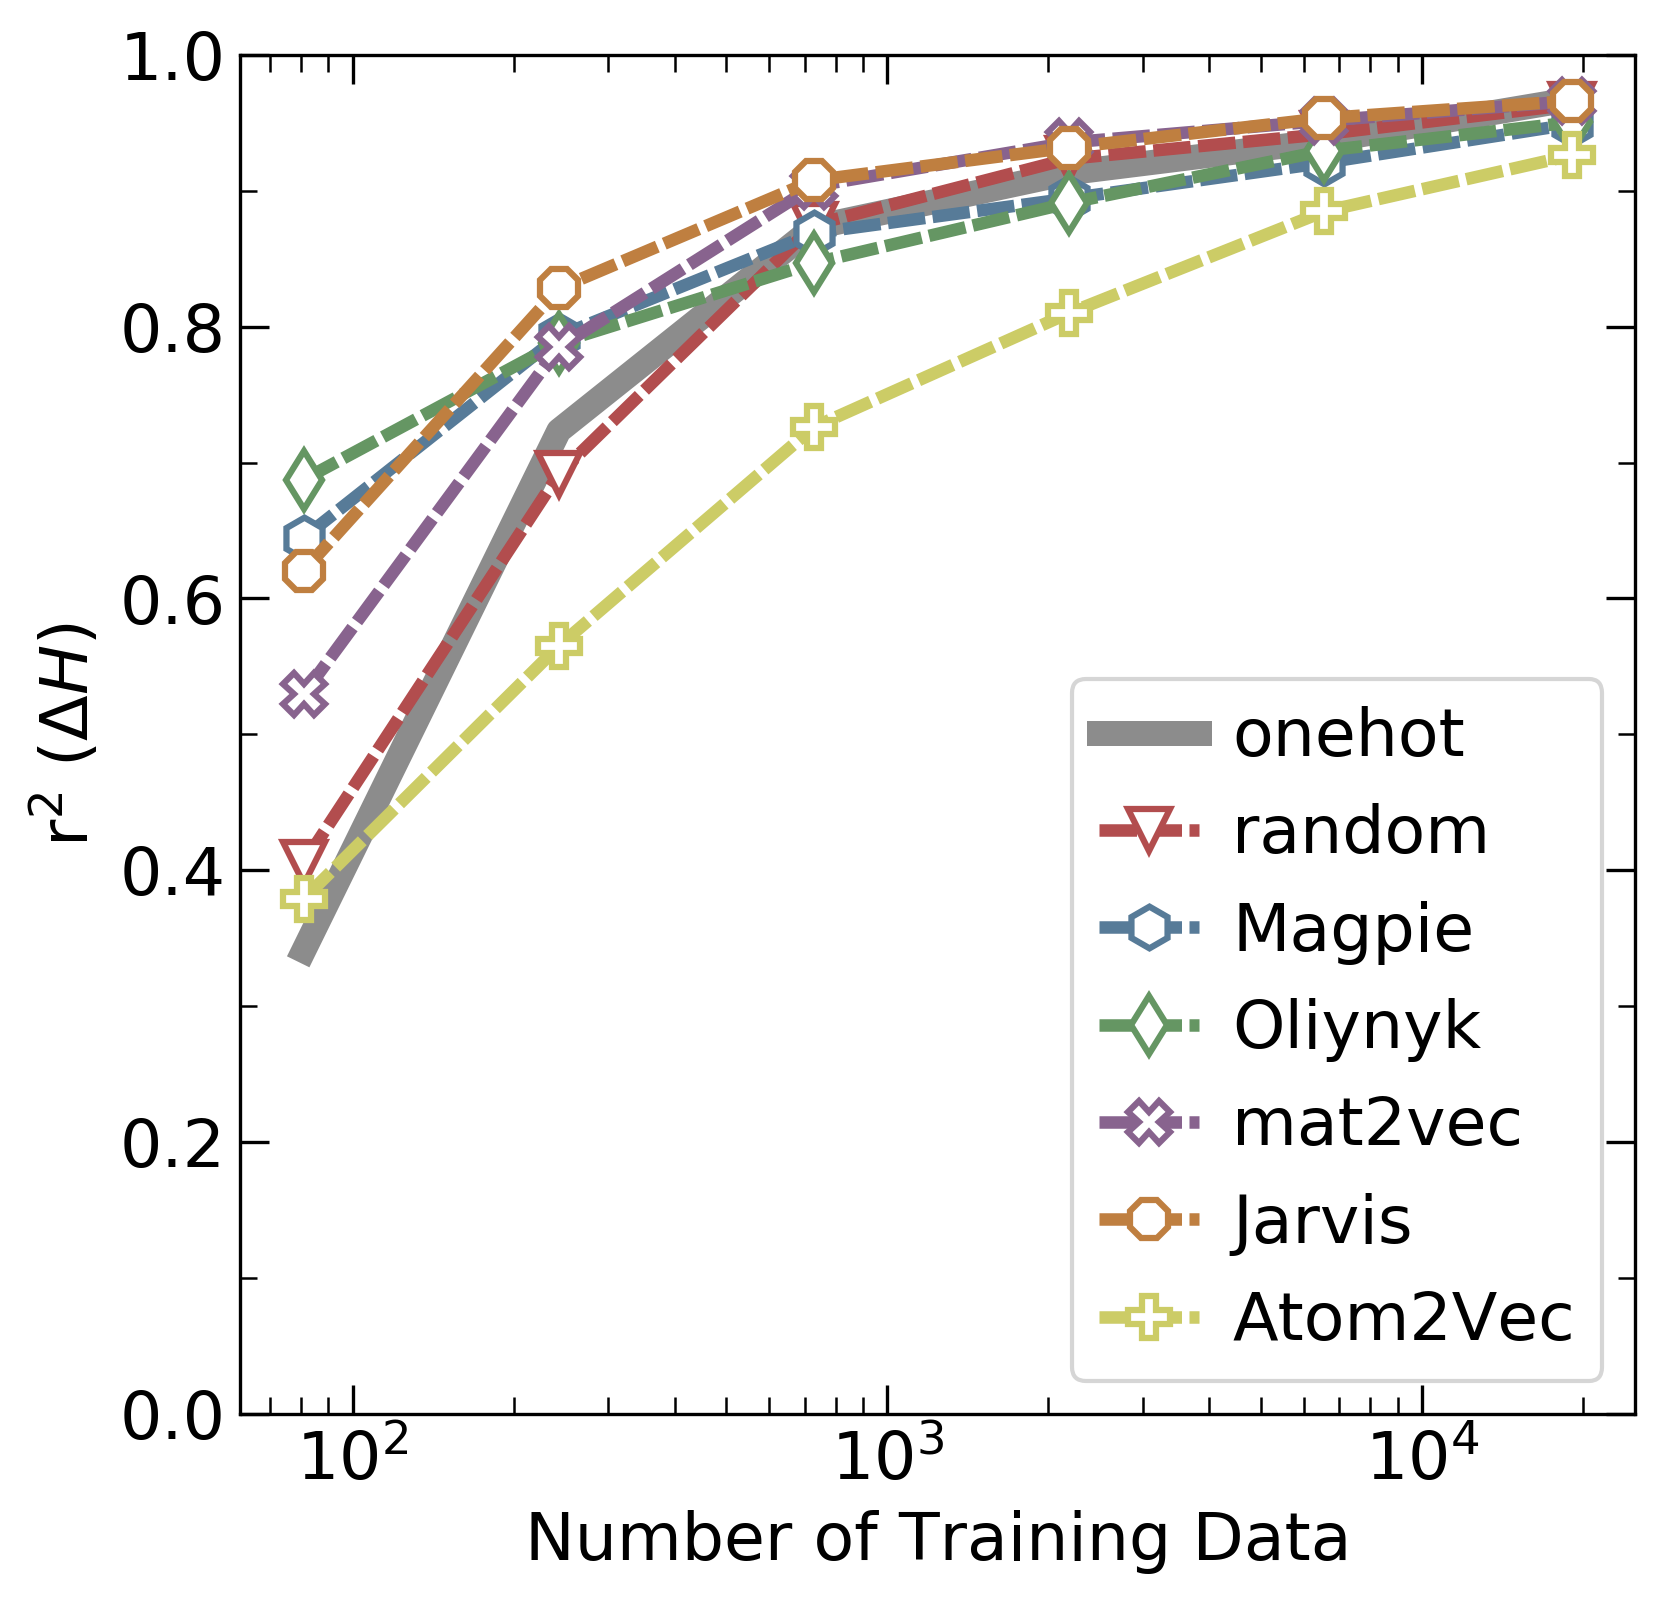 1.0
0.8
0.6
0.4
0.2
0.0
r² (ΔH)
10²
10³
10⁴
Number of Training Data
onehot
random
Magpie
Oliynyk
mat2vec
Jarvis
Atom2Vec